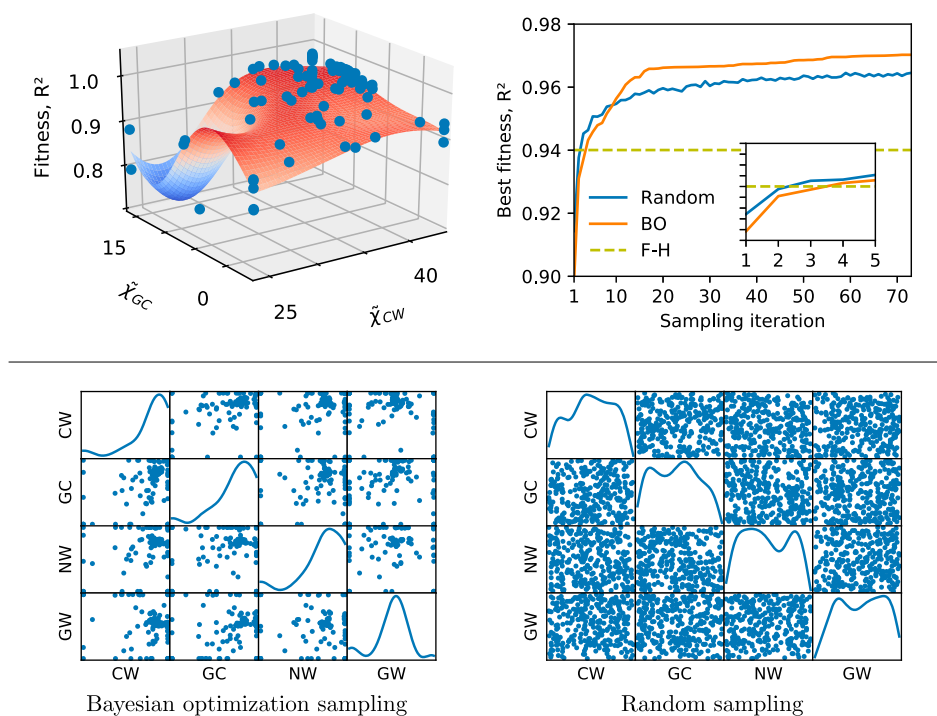 Fitness, R²
1.0
0.9
0.8
15
0
25
40
χ̃GC
χ̃CW
Best fitness, R²
0.98
0.96
0.94
0.92
0.90
Random
BO
F-H
1 2 3 4 5
1 10 20 30 40 50 60 70
Sampling iteration
CW
GC
NW
GW
CW GC NW GW
Bayesian optimization sampling
CW
GC
NW
GW
CW GC NW GW
Random sampling